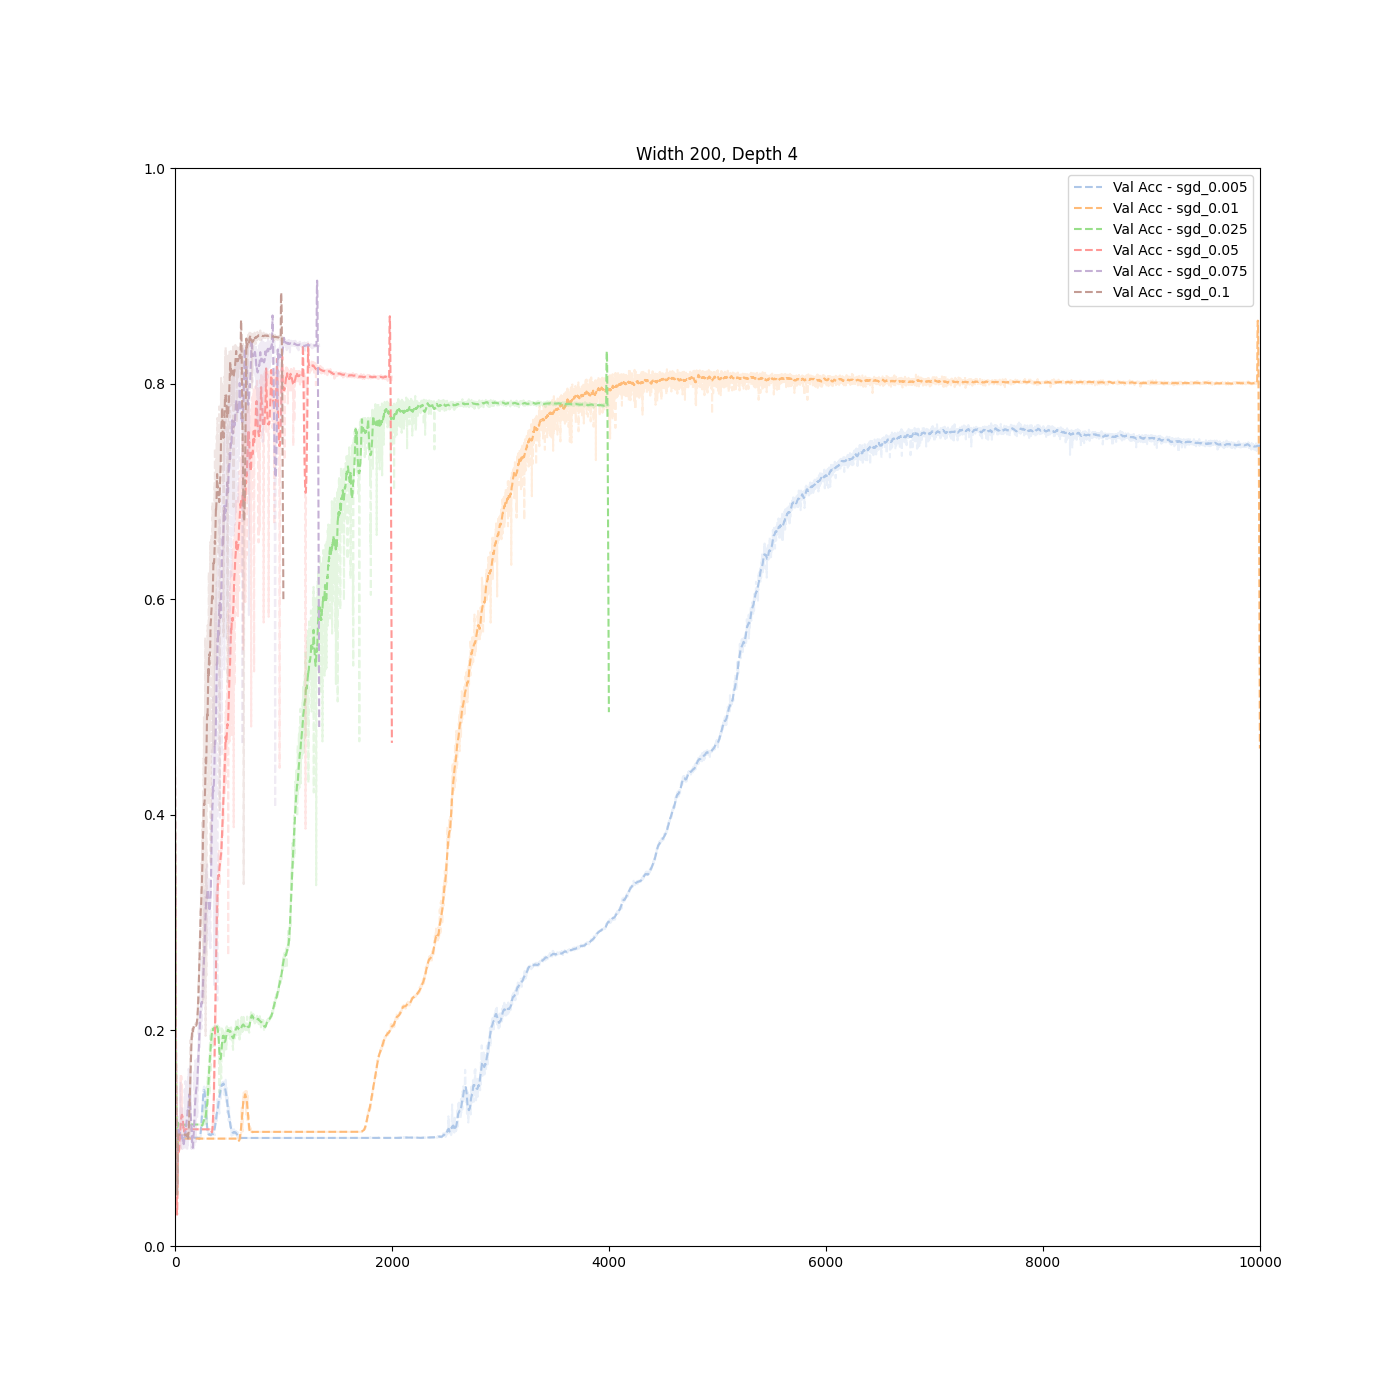 Width 200, Depth 4
1.0
0.8
0.6
0.4
0.2
0.0
0 2000 4000 6000 8000 10000
Val Acc - sgd_0.005
Val Acc - sgd_0.01
Val Acc - sgd_0.025
Val Acc - sgd_0.05
Val Acc - sgd_0.075
Val Acc - sgd_0.1